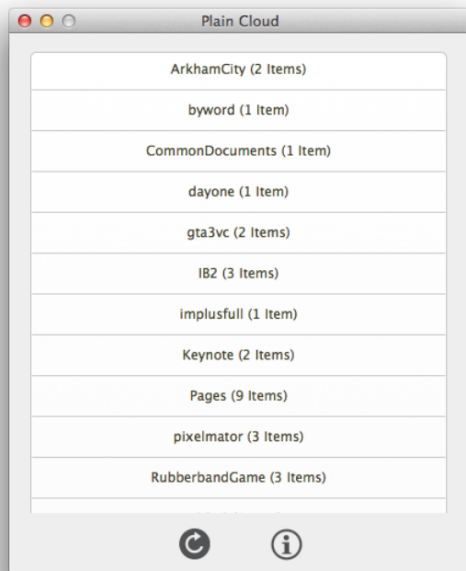 Plain Cloud
ArkhamCity (2 Items)
byword (1 Item)
CommonDocuments (1 Item)
dayone (1 Item)
gta3vc (2 Items)
IB2 (3 Items)
implusfull (1 Item)
Keynote (2 Items)
Pages (9 Items)
pixelmator (3 Items)
RubberbandGame (3 Items)